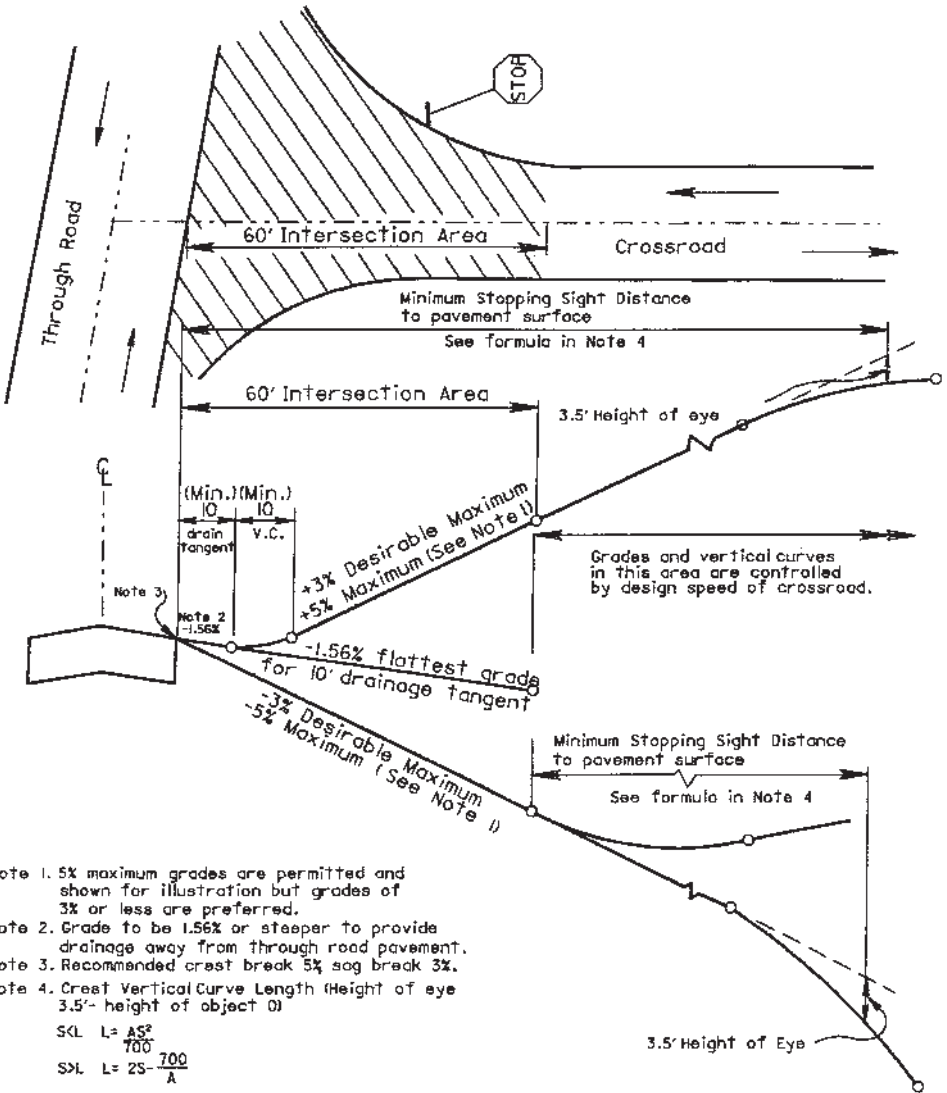 STOP
Through Road
60' Intersection Area
Crossroad
Minimum Stopping Sight Distance
to pavement surface
See formula in Note 4
60' Intersection Area
3.5' Height of eye
℄
(Min.) (Min.)
10 10
drain
tangent
V.C.
+3% Desirable Maximum
+5% Maximum (See Note 1)
Grades and vertical curves
in this area are controlled
by design speed of crossroad.
Note 3
Note 2
-1.56%
-1.56% flattest grade
for 10' drainage tangent
-3% Desirable Maximum
-5% Maximum (See Note 1)
Minimum Stopping Sight Distance
to pavement surface
See formula in Note 4
ote 1. 5% maximum grades are permitted and
shown for illustration but grades of
3% or less are preferred.
ote 2. Grade to be 1.56% or steeper to provide
drainage away from through road pavement.
ote 3. Recommended crest break 5% sag break 3%.
ote 4. Crest Vertical Curve Length (Height of eye
3.5'- height of object 0)
S<L L= AS²
700
S>L L= 2S- 700
A
3.5' Height of Eye